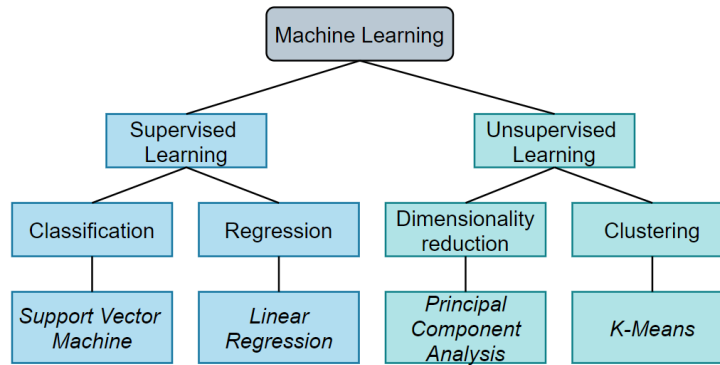 Machine Learning
Supervised
Learning
Unsupervised
Learning
Classification
Regression
Dimensionality
reduction
Clustering
Support Vector
Machine
Linear
Regression
Principal
Component
Analysis
K-Means